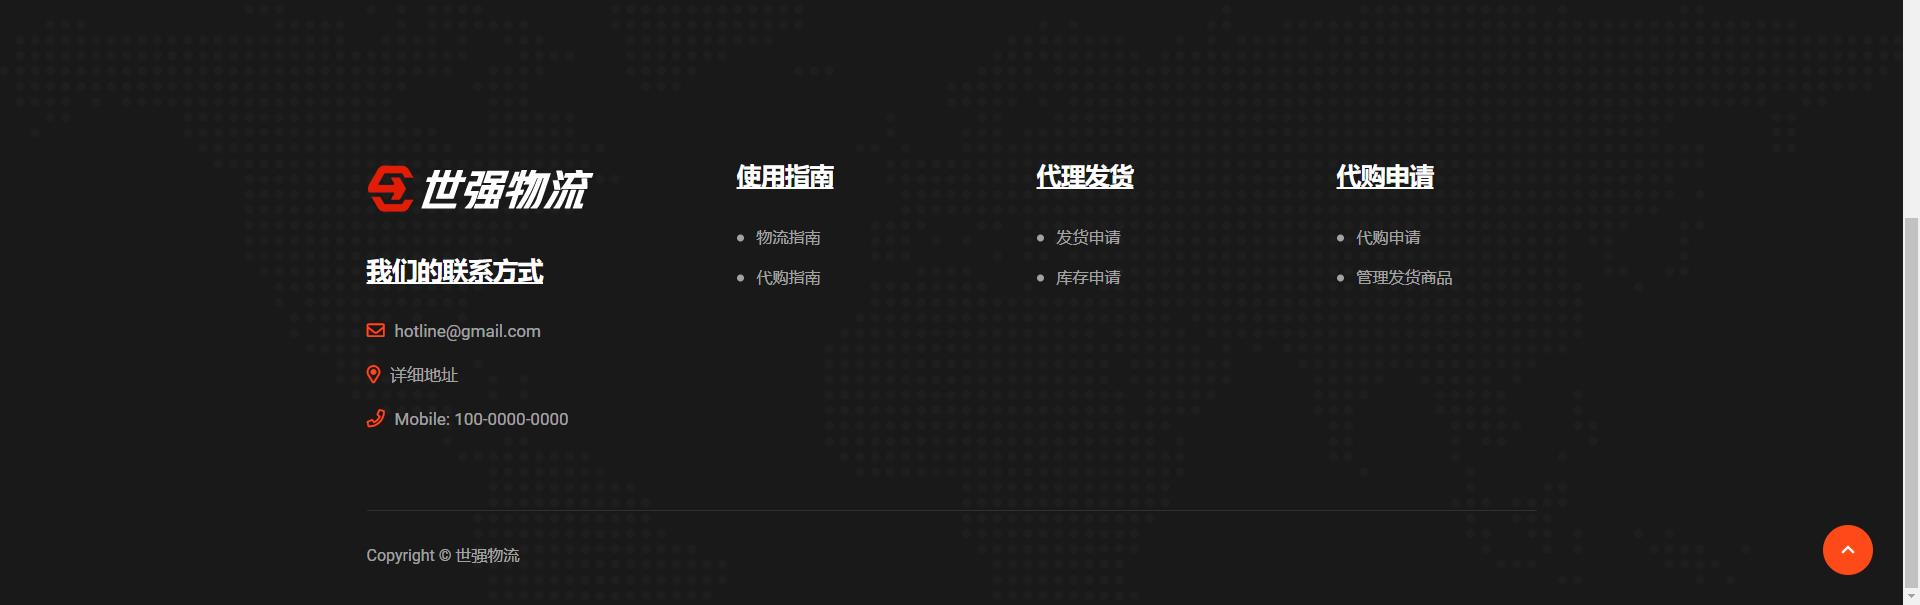 世强物流
我们的联系方式
hotline@gmail.com
详细地址
Mobile: 100-0000-0000
使用指南
物流指南
代购指南
代理发货
发货申请
库存申请
代购申请
代购申请
管理发货商品
Copyright © 世强物流